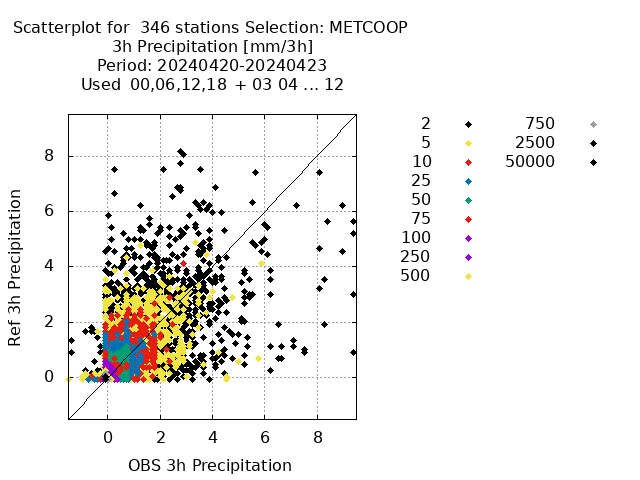 Scatterplot for  346 stations Selection: METCOOP
3h Precipitation [mm/3h]
Period: 20240420-20240423
Used  00,06,12,18  + 03 04 ... 12
2
5
10
25
50
75
100
250
500
750
2500
50000
Ref 3h Precipitation
8
6
4
2
0
0 2 4 6 8
OBS 3h Precipitation